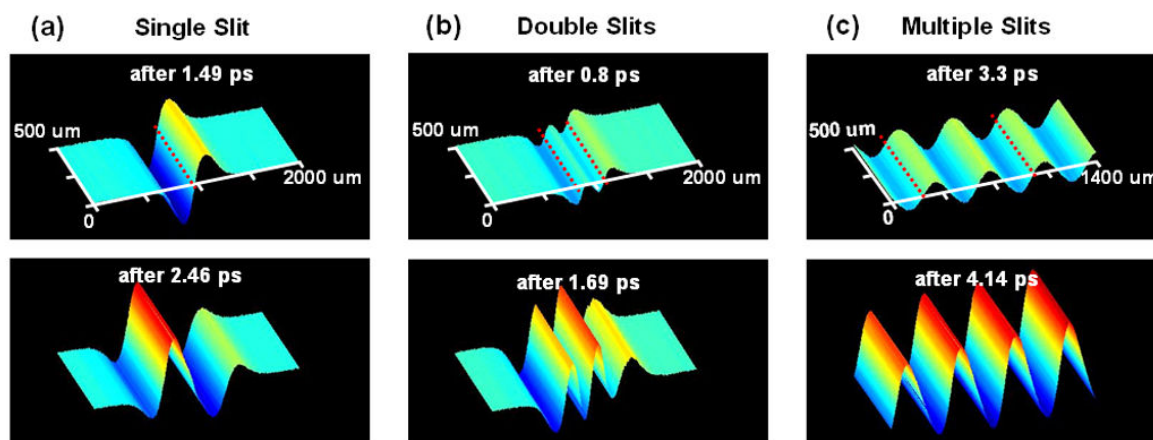 (a) Single Slit
(b) Double Slits
(c) Multiple Slits
after 1.49 ps
500 um
0
2000 um
after 0.8 ps
500 um
0
2000 um
after 3.3 ps
500 um
0
1400 um
after 2.46 ps
after 1.69 ps
after 4.14 ps